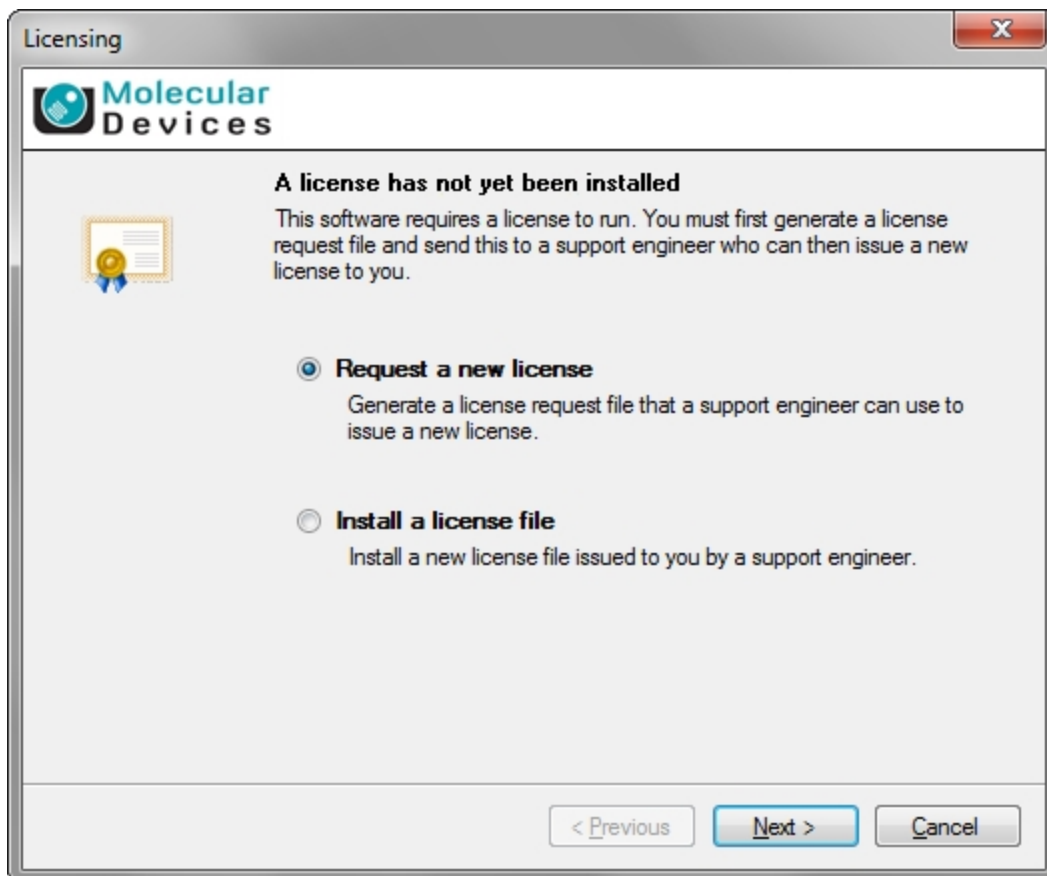 Licensing
Molecular
Devices
A license has not yet been installed
This software requires a license to run. You must first generate a license
request file and send this to a support engineer who can then issue a new
license to you.
Request a new license
Generate a license request file that a support engineer can use to
issue a new license.
Install a license file
Install a new license file issued to you by a support engineer.
< Previous
Next >
Cancel